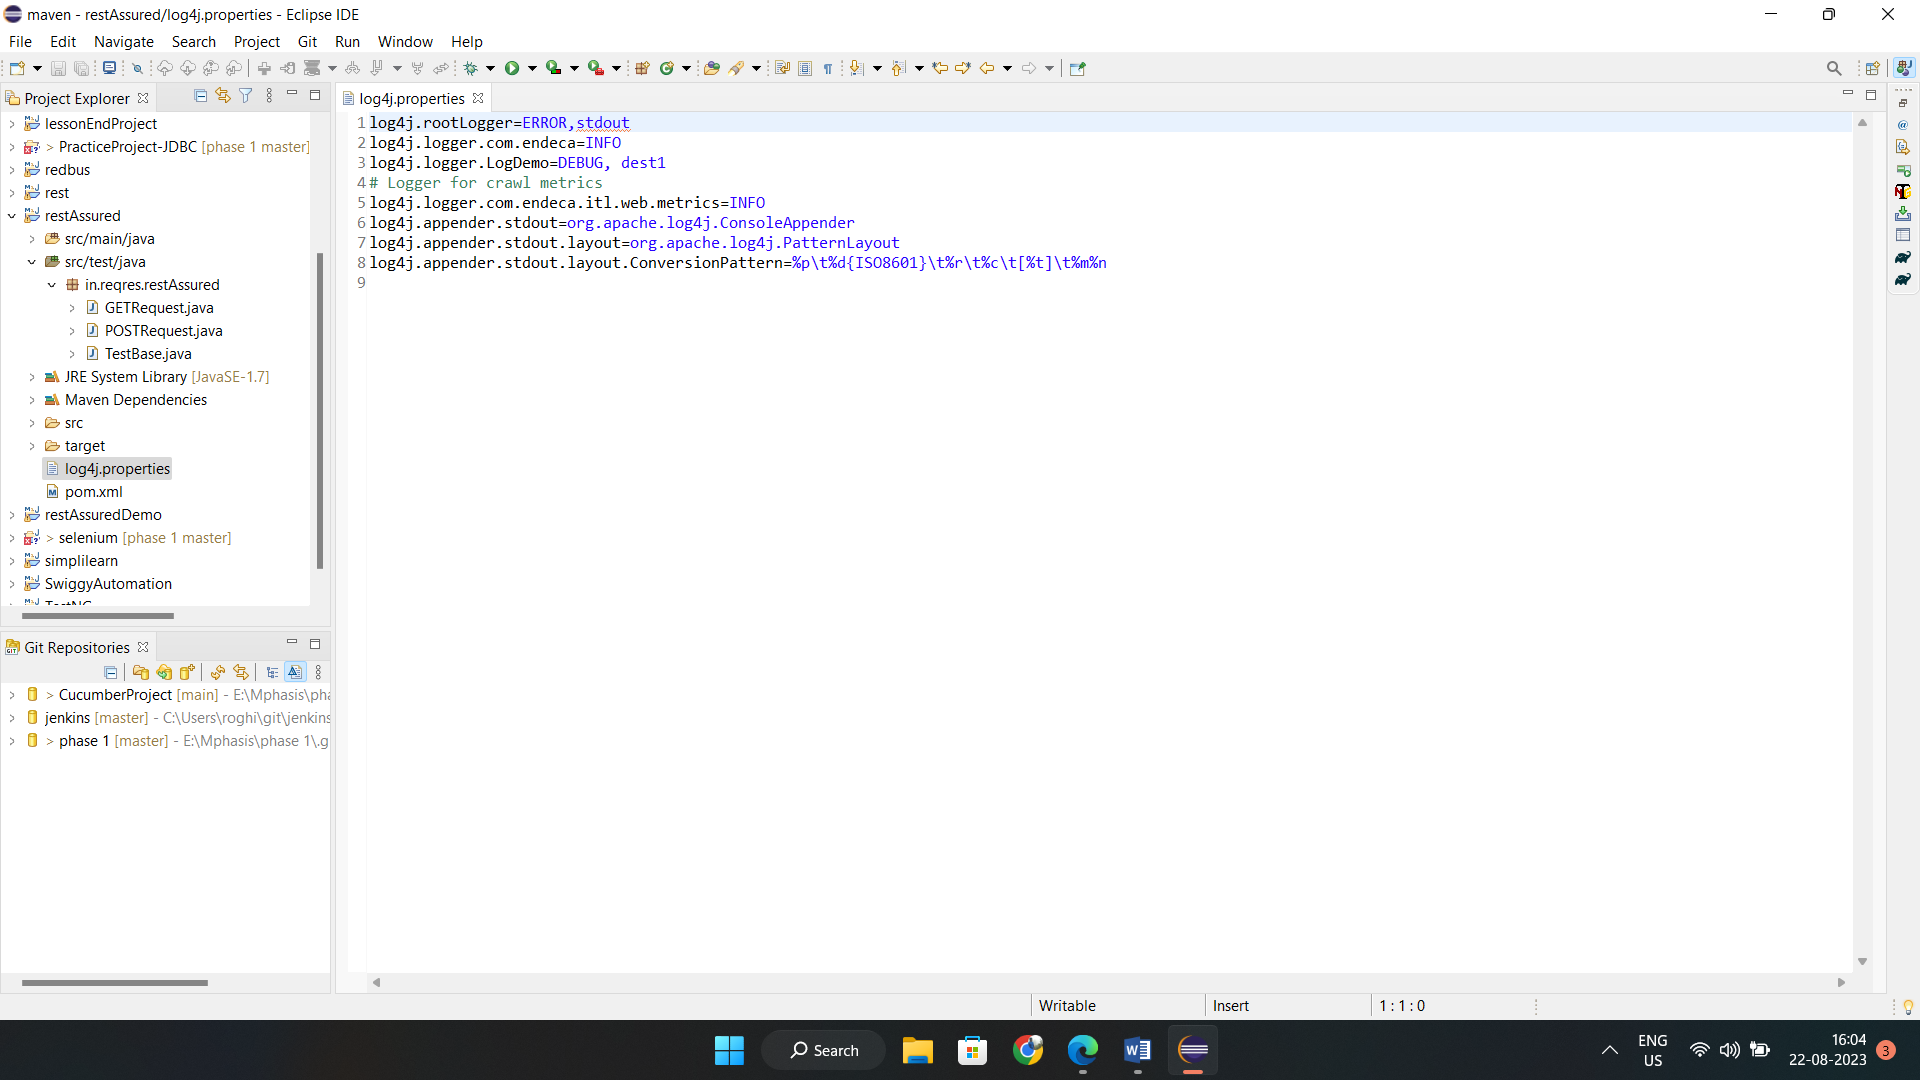 maven - restAssured/log4j.properties - Eclipse IDE
File Edit Navigate Search Project Git Run Window Help
Project Explorer
lessonEndProject
> PracticeProject-JDBC [phase 1 master]
redbus
rest
restAssured
src/main/java
src/test/java
in.reqres.restAssured
GETRequest.java
POSTRequest.java
TestBase.java
JRE System Library [JavaSE-1.7]
Maven Dependencies
src
target
log4j.properties
pom.xml
restAssuredDemo
> selenium [phase 1 master]
simplilearn
SwiggyAutomation
TestNG
Git Repositories
> CucumberProject [main] - E:\Mphasis\pha
jenkins [master] - C:\Users\roghi\git\jenkins
> phase 1 [master] - E:\Mphasis\phase 1\.g
log4j.properties
1 log4j.rootLogger=ERROR,stdout
2 log4j.logger.com.endeca=INFO
3 log4j.logger.LogDemo=DEBUG, dest1
4 # Logger for crawl metrics
5 log4j.logger.com.endeca.itl.web.metrics=INFO
6 log4j.appender.stdout=org.apache.log4j.ConsoleAppender
7 log4j.appender.stdout.layout=org.apache.log4j.PatternLayout
8 log4j.appender.stdout.layout.ConversionPattern=%p\t%d{ISO8601}\t%r\t%c\t[%t]\t%m%n
9
Writable Insert 1 : 1 : 0
Search
ENG
US
16:04
22-08-2023
3